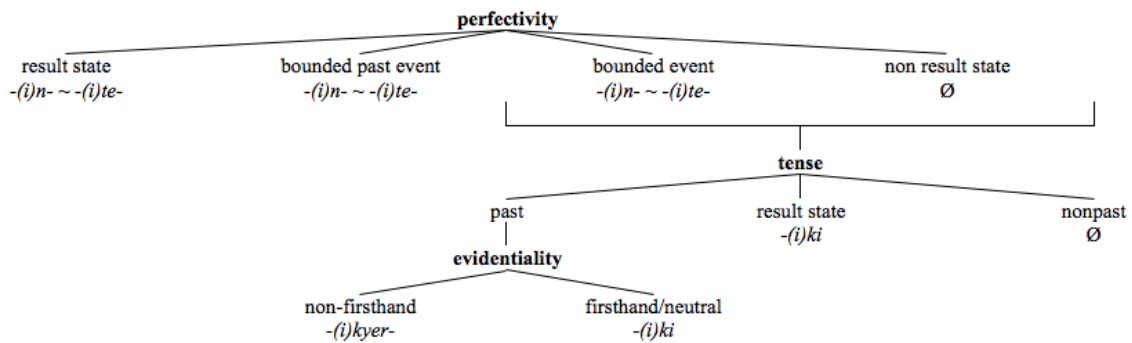 perfectivity
result state bounded past event bounded event non result state
-(i)n- ~ -(i)te- -(i)n- ~ -(i)te- -(i)n- ~ -(i)te- Ø
tense
past result state nonpast
-(i)ki Ø
evidentiality
non-firsthand firsthand/neutral
-(i)kyer- -(i)ki